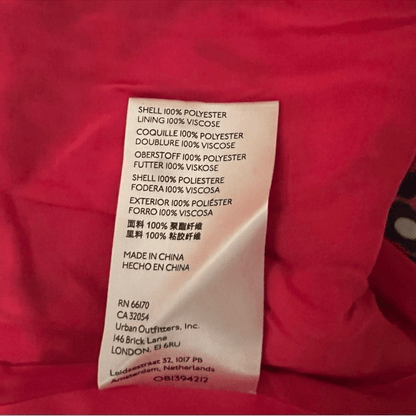 SHELL 100% POLYESTER
LINING 100% VISCOSE
COQUILLE 100% POLYESTER
DOUBLURE 100% VISCOSE
OBERSTOFF 100% POLYESTER
FUTTER 100% VISKOSE
SHELL 100% POLIESTERE
FODERA 100% VISCOSA
EXTERIOR 100% POLIÉSTER
FORRO 100% VISCOSA
面料 100% 聚酯纤维
里料 100% 粘胶纤维
MADE IN CHINA
HECHO EN CHINA
RN 66170
CA 32054
Urban Outfitters, Inc.
146 Brick Lane
LONDON, E1 6RU
Leidsestraat 32, 1017 PB
Amsterdam, Netherlands
OB1394212